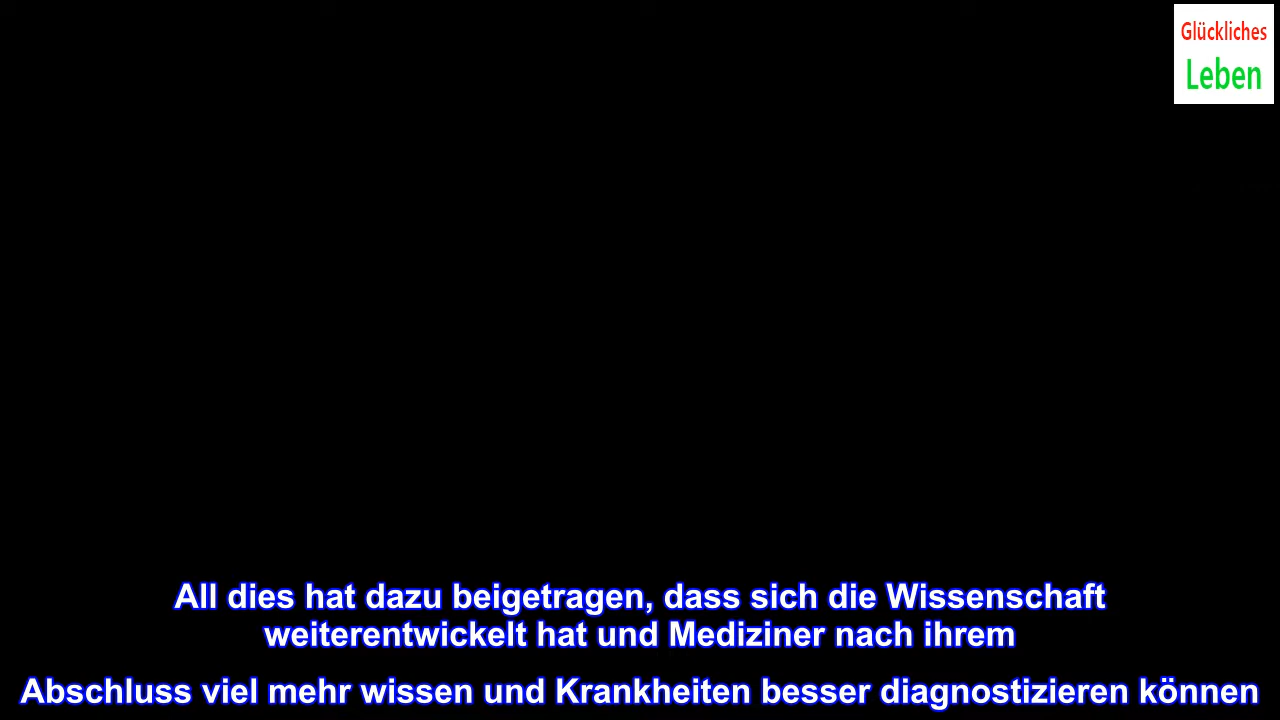 Glückliches
Leben
All dies hat dazu beigetragen, dass sich die Wissenschaft
weiterentwickelt hat und Mediziner nach ihrem
Abschluss viel mehr wissen und Krankheiten besser diagnostizieren können